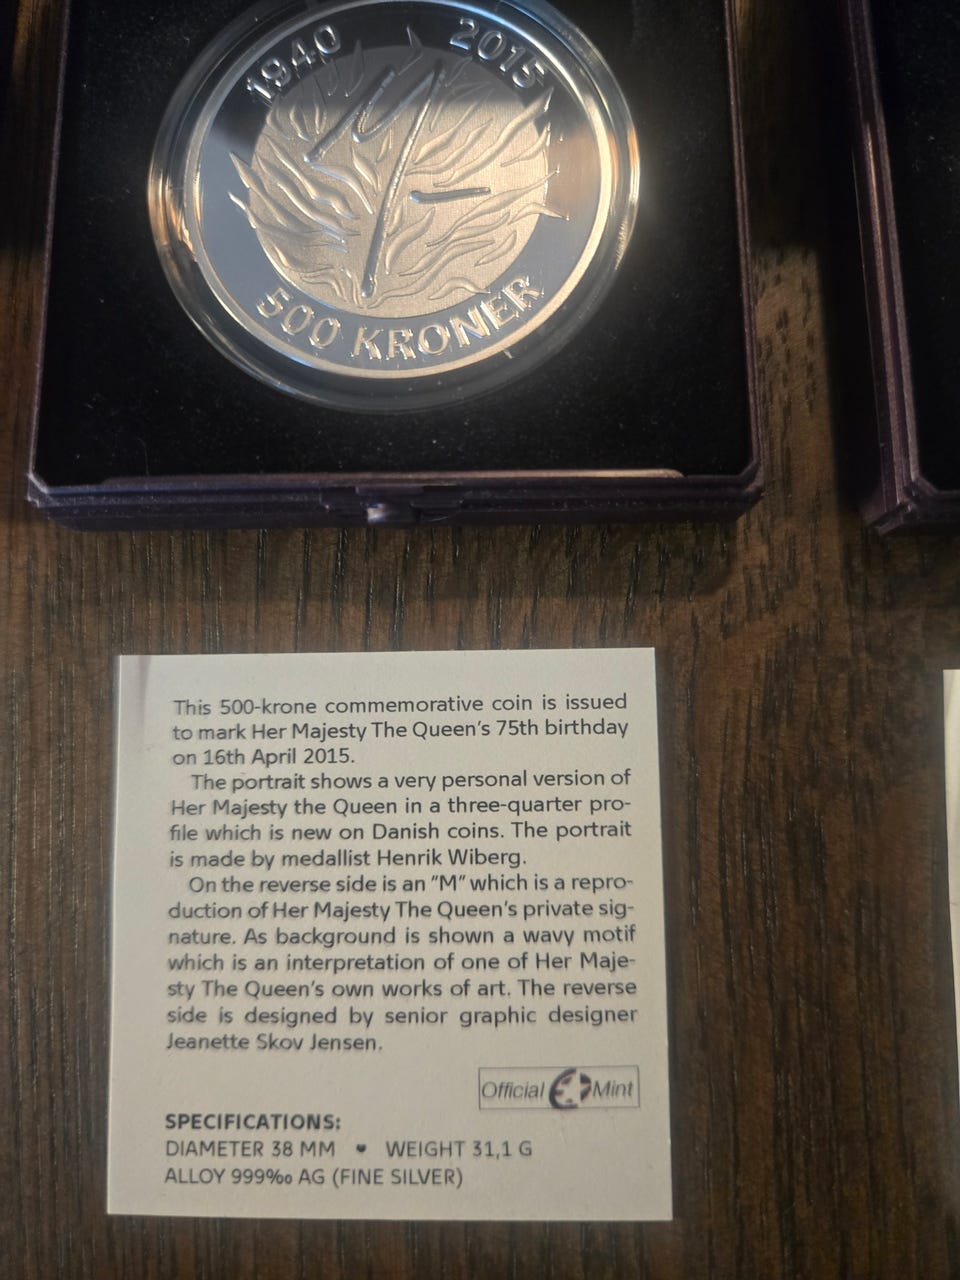 1940 2015
500 KRONER
This 500-krone commemorative coin is issued
to mark Her Majesty The Queen's 75th birthday
on 16th April 2015.
The portrait shows a very personal version of
Her Majesty the Queen in a three-quarter pro-
file which is new on Danish coins. The portrait
is made by medallist Henrik Wiberg.
On the reverse side is an "M" which is a repro-
duction of Her Majesty The Queen's private sig-
nature. As background is shown a wavy motif
which is an interpretation of one of Her Maje-
sty The Queen's own works of art. The reverse
side is designed by senior graphic designer
Jeanette Skov Jensen.
Official Mint
SPECIFICATIONS:
DIAMETER 38 MM WEIGHT 31,1 G
ALLOY 999‰ AG (FINE SILVER)